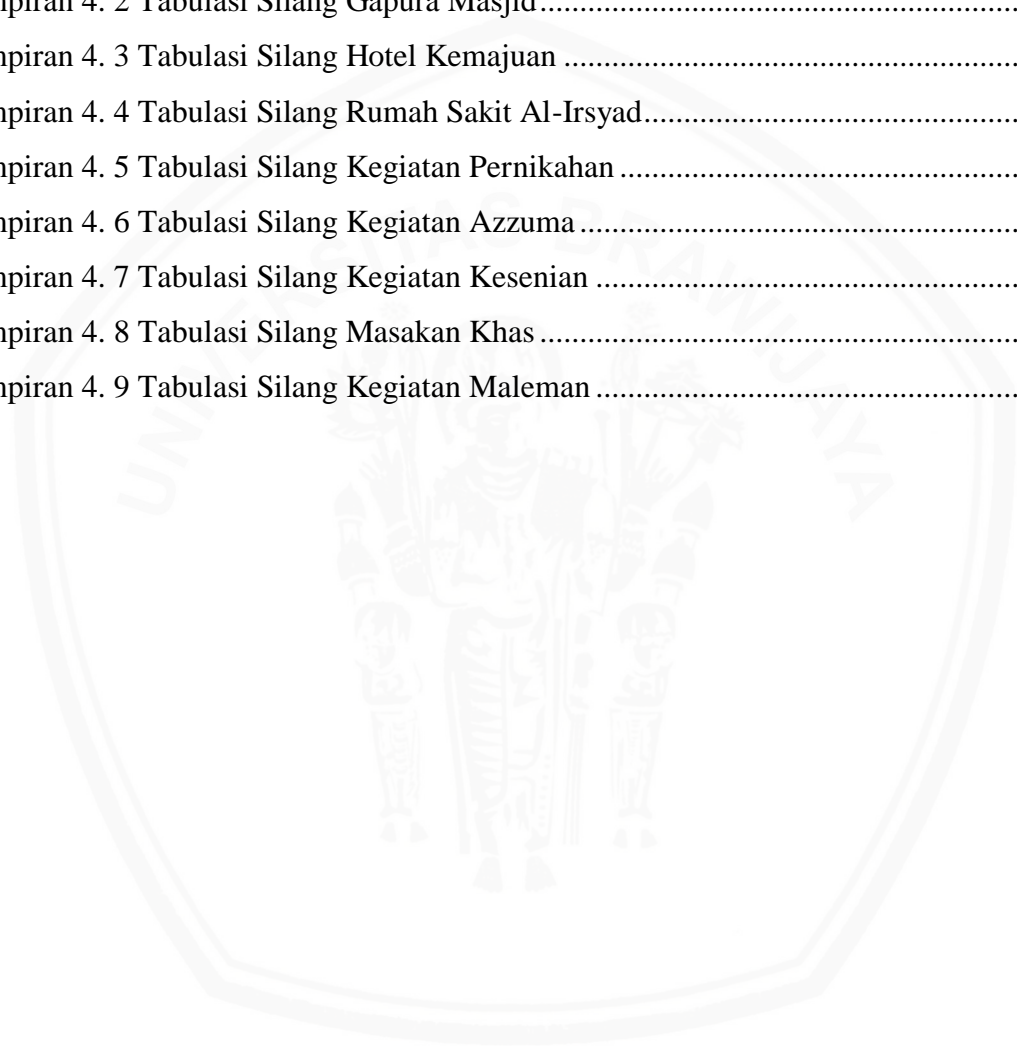 npiran 4. 2 Tabulasi Silang Gapura Masjid................................................
npiran 4. 3 Tabulasi Silang Hotel Kemajuan ................................................
npiran 4. 4 Tabulasi Silang Rumah Sakit Al-Irsyad................................................
npiran 4. 5 Tabulasi Silang Kegiatan Pernikahan ................................................
npiran 4. 6 Tabulasi Silang Kegiatan Azzuma ................................................
npiran 4. 7 Tabulasi Silang Kegiatan Kesenian ................................................
npiran 4. 8 Tabulasi Silang Masakan Khas ................................................
npiran 4. 9 Tabulasi Silang Kegiatan Maleman ................................................
UNIVERSITAS BRAWIJAYA